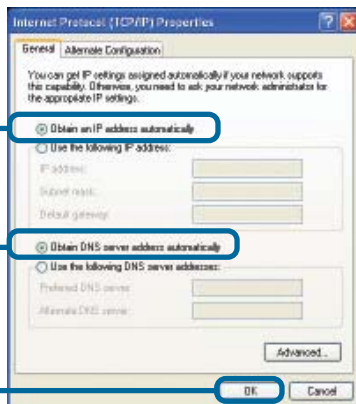 Internet Protocol (TCP/IP) Properties
General
Alternate Configuration
You can get IP settings assigned automatically if your network supports
this capability. Otherwise, you need to ask your network administrator for
the appropriate IP settings.
Obtain an IP address automatically
Use the following IP address:
IP address:
Subnet mask:
Default gateway:
Obtain DNS server address automatically
Use the following DNS server addresses:
Preferred DNS server:
Alternate DNS server:
Advanced...
OK
Cancel